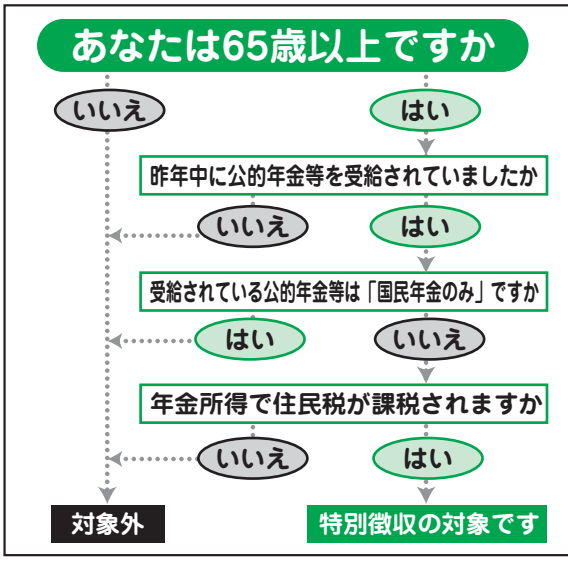 あなたは65歳以上ですか
いいえ
はい
昨年中に公的年金等を受給されていましたか
いいえ
はい
受給されている公的年金等は「国民年金のみ」ですか
はい
いいえ
年金所得で住民税が課税されますか
いいえ
はい
対象外
特別徴収の対象です